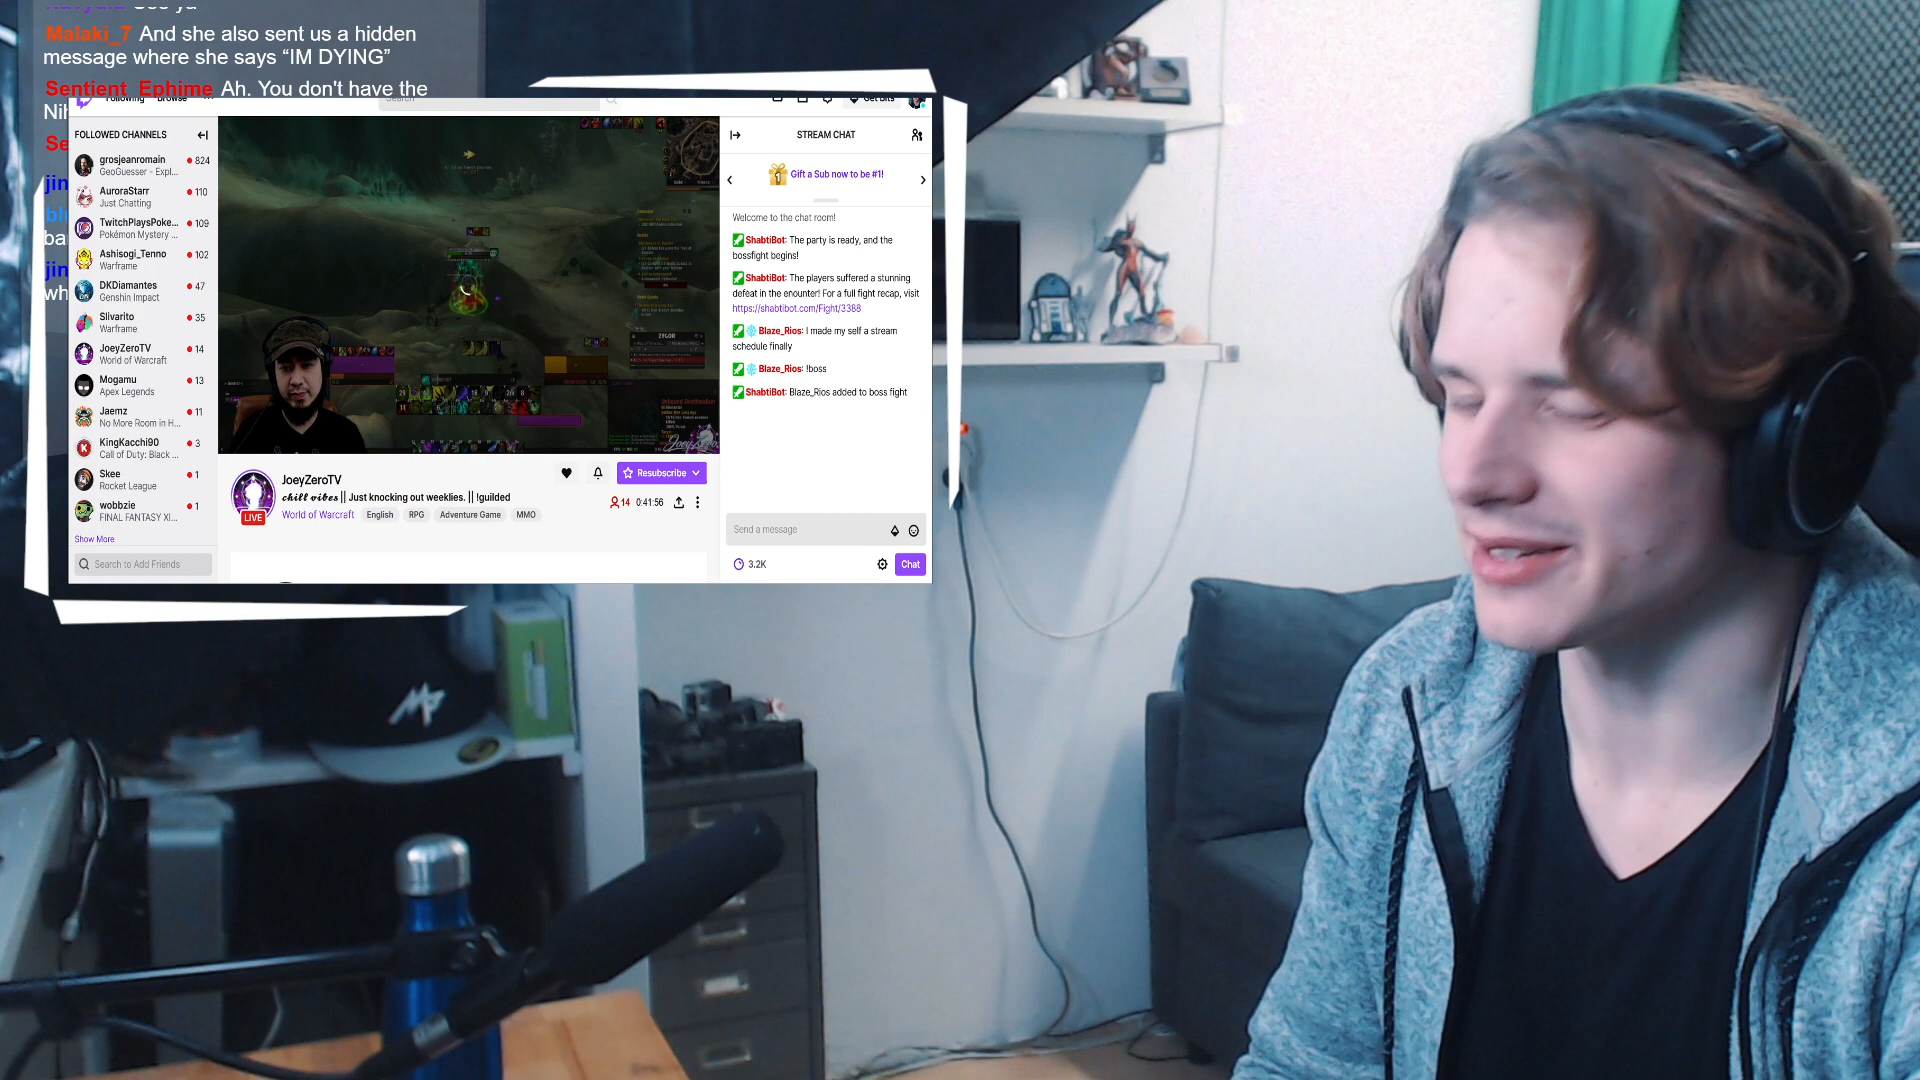 Malaki_7 And she also sent us a hidden
message where she says “IM DYING”
Sentient_Ephime Ah. You don't have the
Following Browse
Search
Get Bits
FOLLOWED CHANNELS
grosjeanromain 824
GeoGuesser - Expl...
AuroraStarr 110
Just Chatting
TwitchPlaysPoke... 109
Pokémon Mystery ...
Ashisogi_Tenno 102
Warframe
DKDiamantes 47
Genshin Impact
Slivarito 35
Warframe
JoeyZeroTV 14
World of Warcraft
Mogamu 13
Apex Legends
Jaemz 11
No More Room in H...
KingKacchi90 3
Call of Duty: Black ...
Skee 1
Rocket League
wobbzie 1
FINAL FANTASY XI...
Show More
Search to Add Friends
ZYGOR
LIVE
JoeyZeroTV
𝓬𝓱𝓲𝓵𝓵 𝓿𝓲𝓫𝓮𝓼 || Just knocking out weeklies. || !guilded
World of Warcraft English RPG Adventure Game MMO
Resubscribe
14 0:41:56
STREAM CHAT
1 Gift a Sub now to be #1!
Welcome to the chat room!
ShabtiBot: The party is ready, and the
bossfight begins!
ShabtiBot: The players suffered a stunning
defeat in the enounter! For a full fight recap, visit
https://shabtibot.com/Fight/3388
Blaze_Rios: I made my self a stream
schedule finally
Blaze_Rios: !boss
ShabtiBot: Blaze_Rios added to boss fight
Send a message
3.2K
Chat